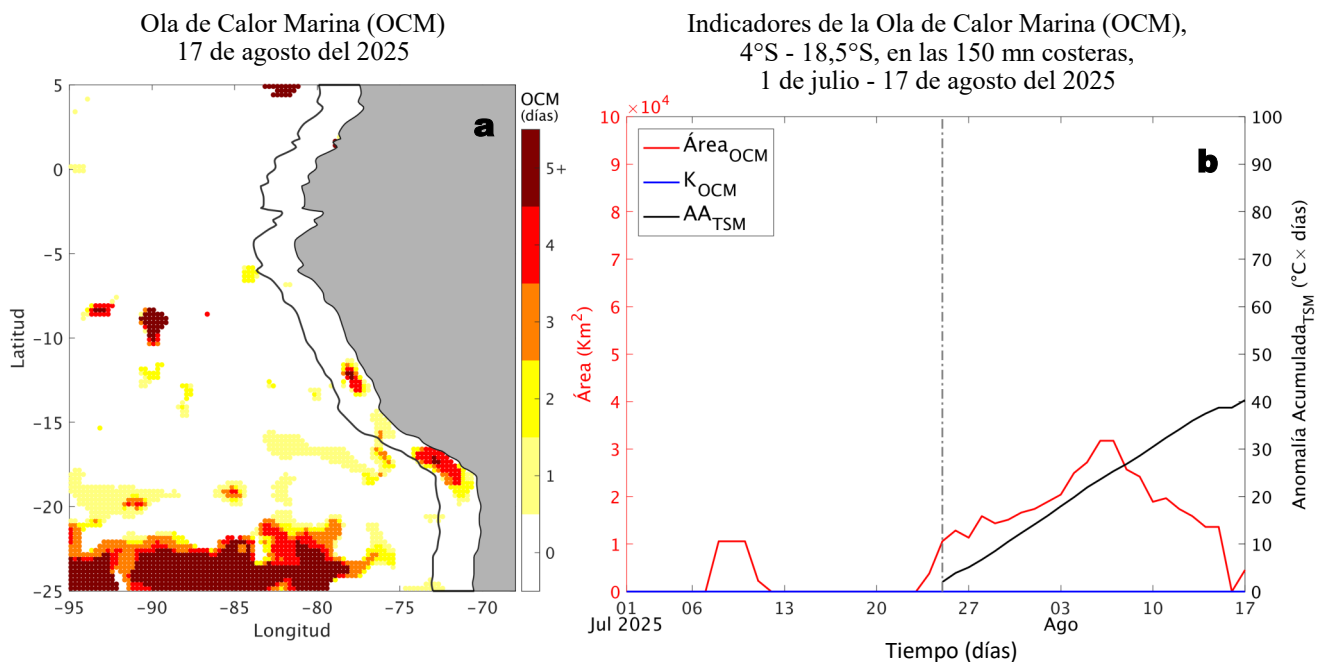 Ola de Calor Marina (OCM)
17 de agosto del 2025
OCM
(días)
a
5+
4
3
2
1
0
5
0
−5
−10
−15
−20
−25
Latitud
−95
−90
−85
−80
−75
−70
Longitud
Indicadores de la Ola de Calor Marina (OCM),
4°S - 18,5°S, en las 150 mn costeras,
1 de julio - 17 de agosto del 2025
×10⁴
10
9
8
7
6
5
4
3
2
1
0
Área (Km²)
Área_OCM
K_OCM
AA_TSM
b
100
90
80
70
60
50
40
30
20
10
0
Anomalía Acumulada_TSM (°C× días)
01
06
13
20
27
03
10
17
Jul 2025
Ago
Tiempo (días)